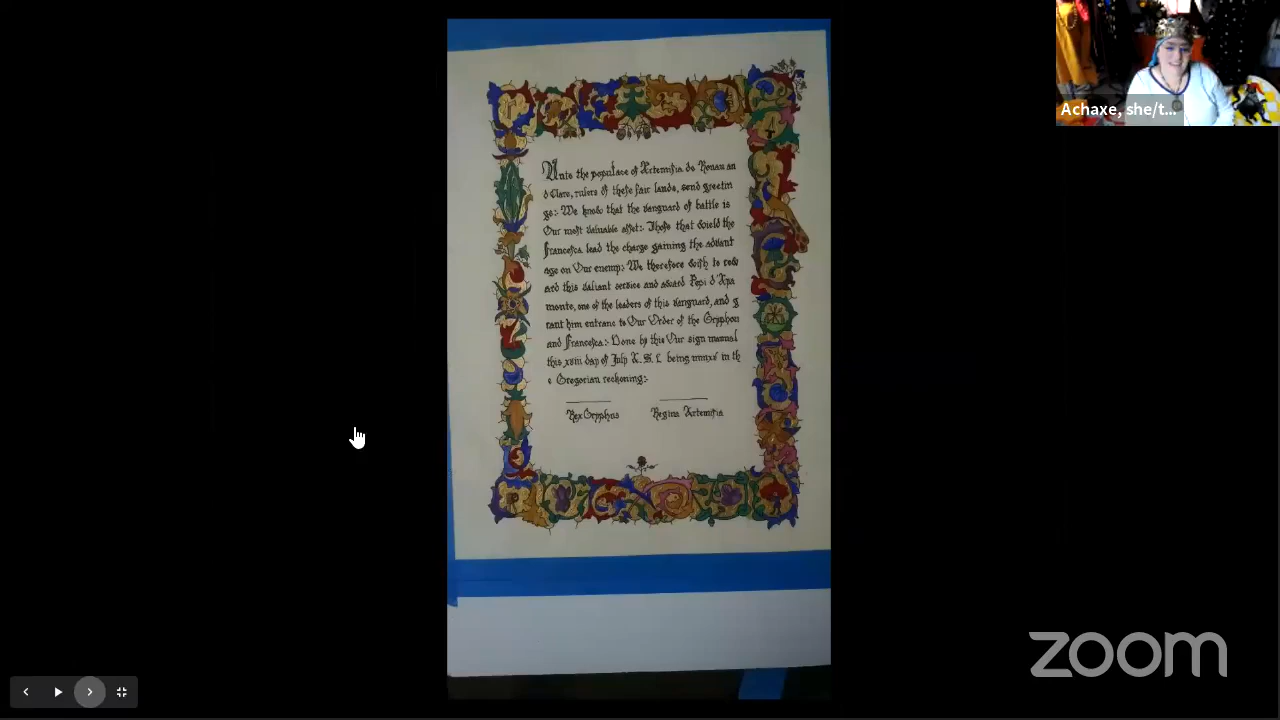 Achaxe, she/t...
Unto the populace of Artemisia do Ronan an
d Clare, rulers of these fair lands, send greetin
gs:- We know that the vanguard of battle is
Our most valuable asset:- Those that wield the
Francesca lead the charge gaining the advant
age on Our enemy:- We therefore wish to rew
ard this valiant service and award Pepi d'Xpa
monte, one of the leaders of this vanguard, and g
rant him entranc to Our Order of the Gryphon
and Francesca:- Done by this Our sign manual
this xviii day of July A.S. L being mmxv in th
e Gregorian reckoning:-
Rex Gryphus Regina Artemisia
zoom